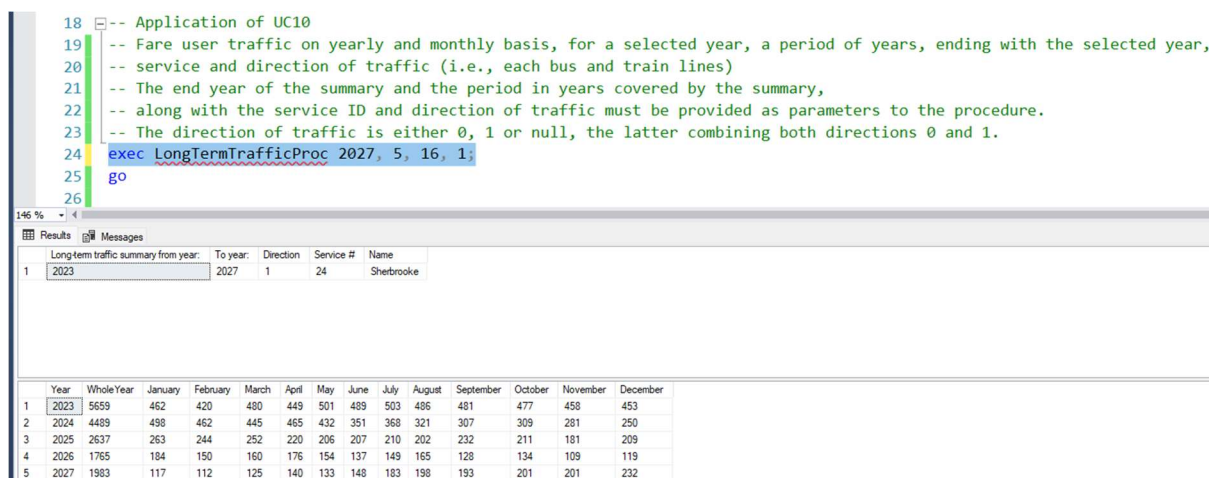 18 -- Application of UC10
19 -- Fare user traffic on yearly and monthly basis, for a selected year, a period of years, ending with the selected year,
20 -- service and direction of traffic (i.e., each bus and train lines)
21 -- The end year of the summary and the period in years covered by the summary,
22 -- along with the service ID and direction of traffic must be provided as parameters to the procedure.
23 -- The direction of traffic is either 0, 1 or null, the latter combining both directions 0 and 1.
24 exec LongTermTrafficProc 2027, 5, 16, 1;
25 go
26
146 %
Results Messages
Long-term traffic summary from year: To year: Direction Service # Name
1 2023 2027 1 24 Sherbrooke
Year WholeYear January February March April May June July August September October November December
1 2023 5659 462 420 480 449 501 489 503 486 481 477 458 453
2 2024 4489 498 462 445 465 432 351 368 321 307 309 281 250
3 2025 2637 263 244 252 220 206 207 210 202 232 211 181 209
4 2026 1765 184 150 160 176 154 137 149 165 128 134 109 119
5 2027 1983 117 112 125 140 133 148 183 198 193 201 201 232